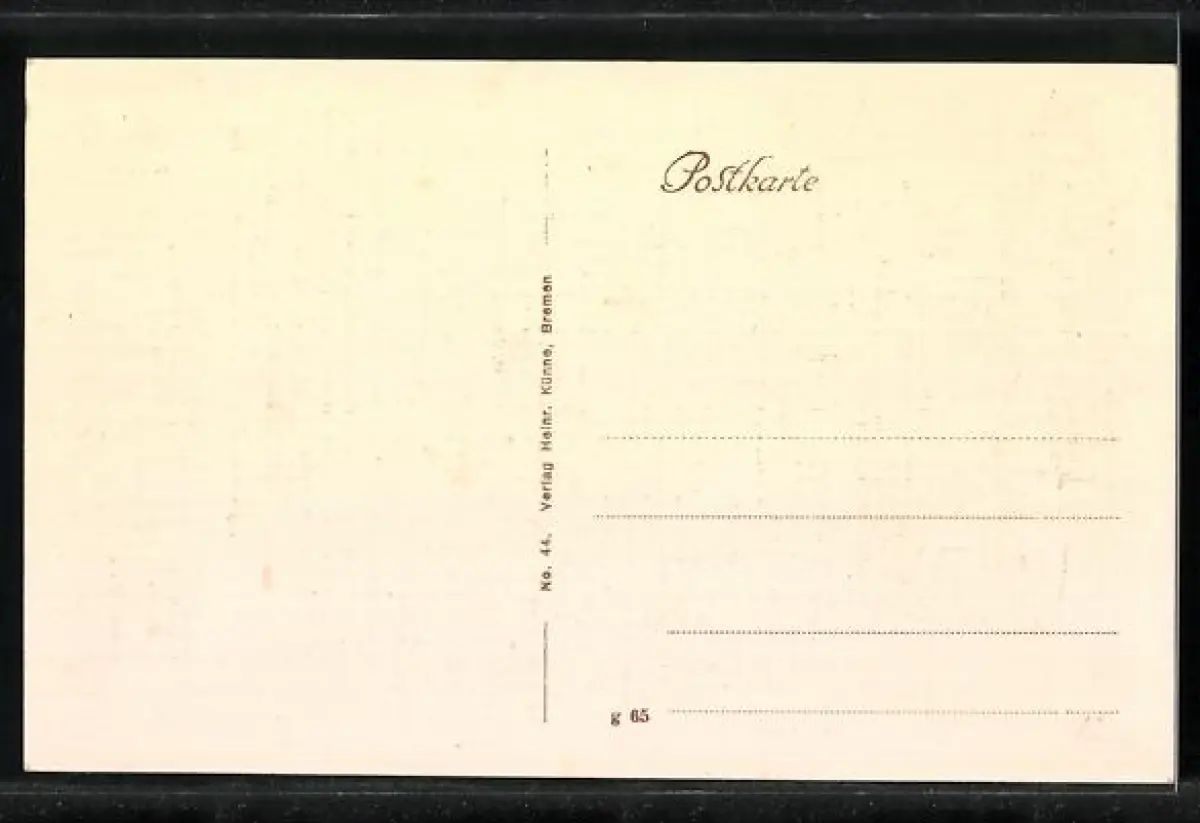 Postkarte
No. 44. Verlag Heinr. Künne, Bremen
g 65